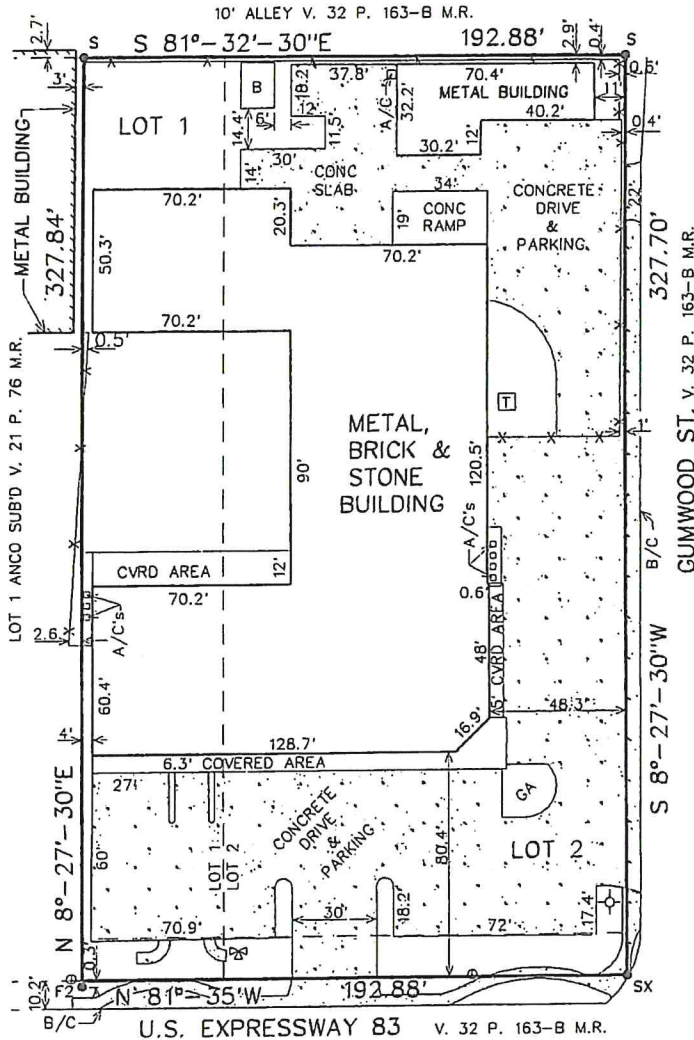 10' ALLEY V. 32 P. 163-B M.R.
S 81°-32'-30"E 192.88'
S
S
2.7'
3'
2.9'
0.4'
0.6'
11'
0.4'
22'
METAL BUILDING
LOT 1
B
6'
14.4'
18.2'
12'
11.5'
37.8'
A/C
32.2'
70.4'
METAL BUILDING
40.2'
12'
30.2'
30'
14'
CONC
SLAB
34'
19'
CONC
RAMP
CONCRETE
DRIVE
&
PARKING
70.2'
20.3'
70.2'
50.3'
327.84'
327.70'
70.2'
0.5'
T
1'
LOT 1 ANCO SUB'D V. 21 P. 76 M.R.
GUMWOOD ST. V. 32 P. 163-B M.R.
METAL,
BRICK &
STONE
BUILDING
90'
120.5'
A/C's
B/C
CVRD AREA
12'
70.2'
0.6'
A/C's
2.6'
60.4'
48'
5' CVRD AREA
48.3'
16.9'
4'
128.7'
6.3' COVERED AREA
27'
GA
CONCRETE
DRIVE
&
PARKING
60'
LOT 1
LOT 2
80.4'
LOT 2
N 8°-27'-30"E
S 8°-27'-30"W
70.9'
30'
18.2'
72'
17.4'
0.3'
10.2'
F2
N 81°-35'W 192.88'
SX
B/C
U.S. EXPRESSWAY 83 V. 32 P. 163-B M.R.